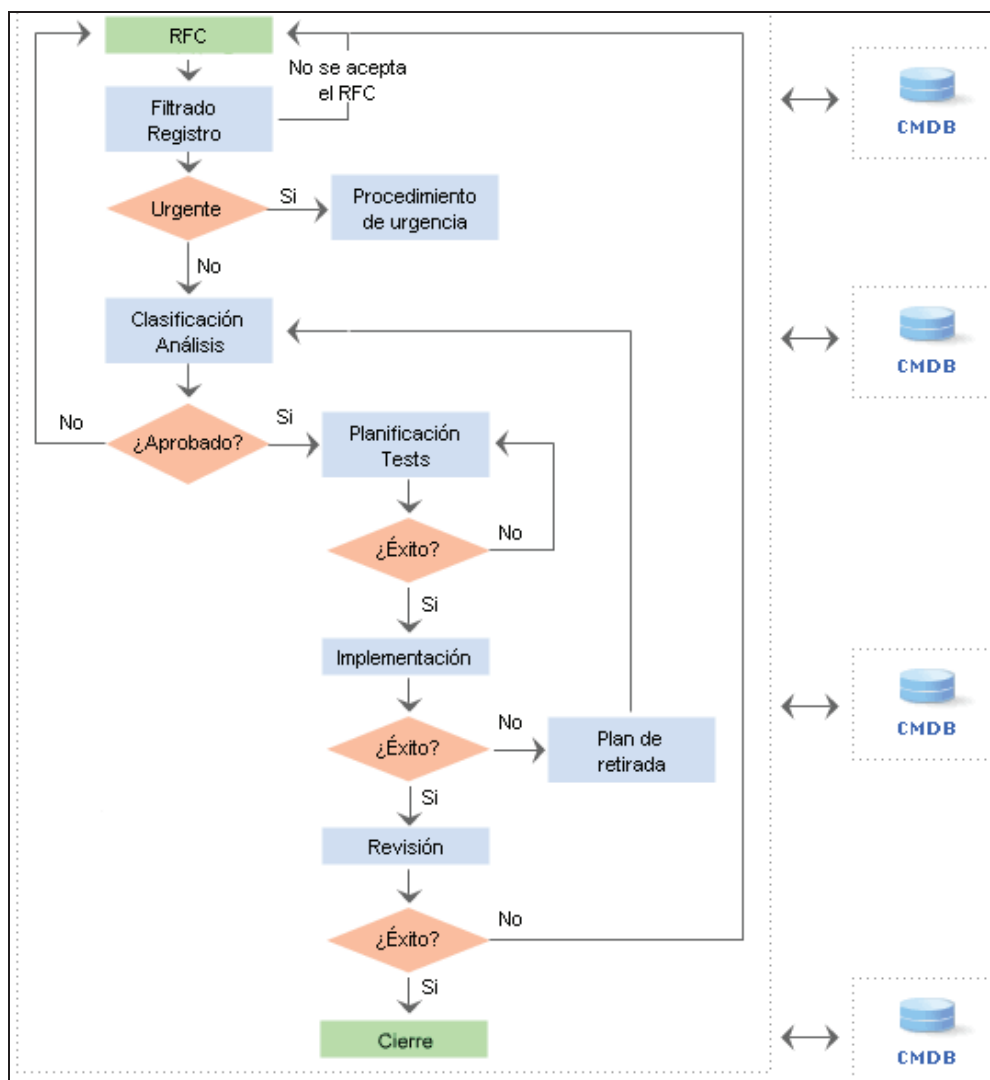 RFC
No se acepta
el RFC
CMDB
Filtrado
Registro
Urgente
Si
Procedimiento
de urgencia
No
Clasificación
Análisis
CMDB
No
¿Aprobado?
Si
Planificación
Tests
¿Éxito?
No
Si
Implementación
¿Éxito?
No
Plan de
retirada
CMDB
Si
Revisión
¿Éxito?
No
Si
Cierre
CMDB